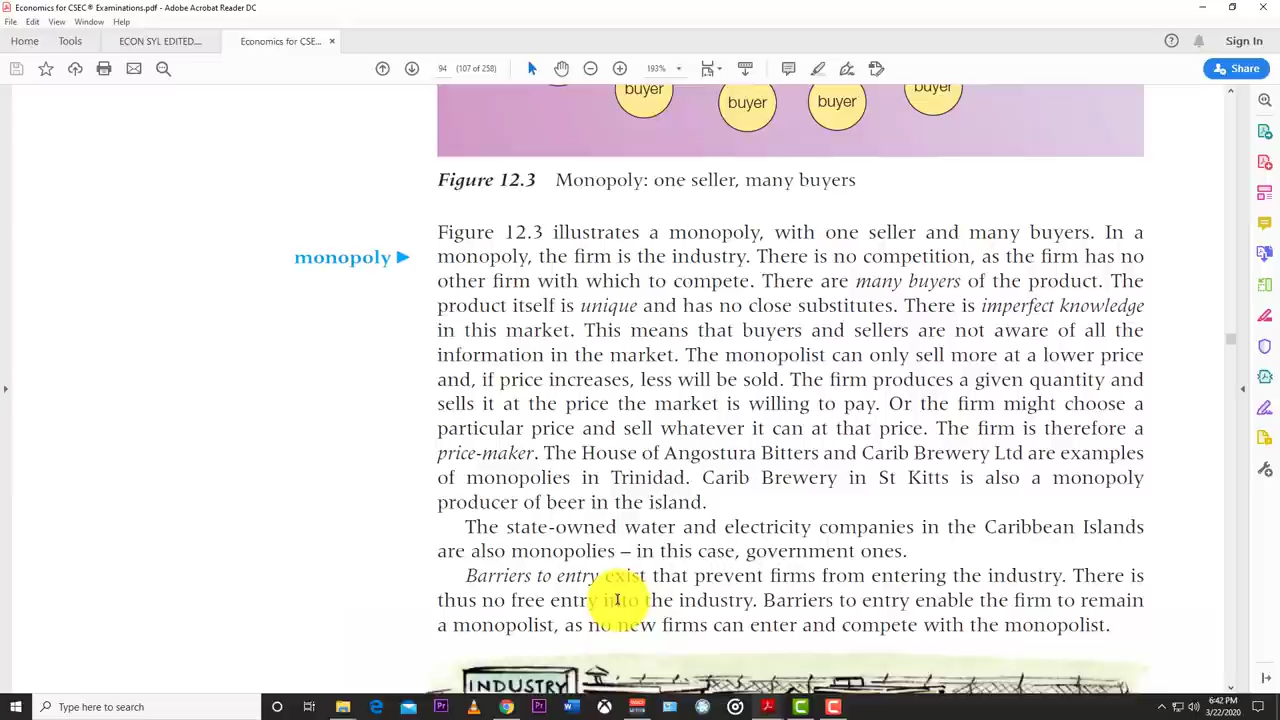 Economics for CSEC® Examinations.pdf - Adobe Acrobat Reader DC
File Edit View Window Help
Home Tools ECON SYL EDITED.... Economics for CSE... × Sign In
94 (107 of 258) 193% Share
buyer buyer buyer buyer
Figure 12.3 Monopoly: one seller, many buyers
Figure 12.3 illustrates a monopoly, with one seller and many buyers. In a
monopoly ▶ monopoly, the firm is the industry. There is no competition, as the firm has no
other firm with which to compete. There are many buyers of the product. The
product itself is unique and has no close substitutes. There is imperfect knowledge
in this market. This means that buyers and sellers are not aware of all the
information in the market. The monopolist can only sell more at a lower price
and, if price increases, less will be sold. The firm produces a given quantity and
sells it at the price the market is willing to pay. Or the firm might choose a
particular price and sell whatever it can at that price. The firm is therefore a
price-maker. The House of Angostura Bitters and Carib Brewery Ltd are examples
of monopolies in Trinidad. Carib Brewery in St Kitts is also a monopoly
producer of beer in the island.
The state-owned water and electricity companies in the Caribbean Islands
are also monopolies – in this case, government ones.
Barriers to entry exist that prevent firms from entering the industry. There is
thus no free entry into the industry. Barriers to entry enable the firm to remain
a monopolist, as no new firms can enter and compete with the monopolist.
INDUSTRY
Type here to search
6:42 PM
3/22/2020